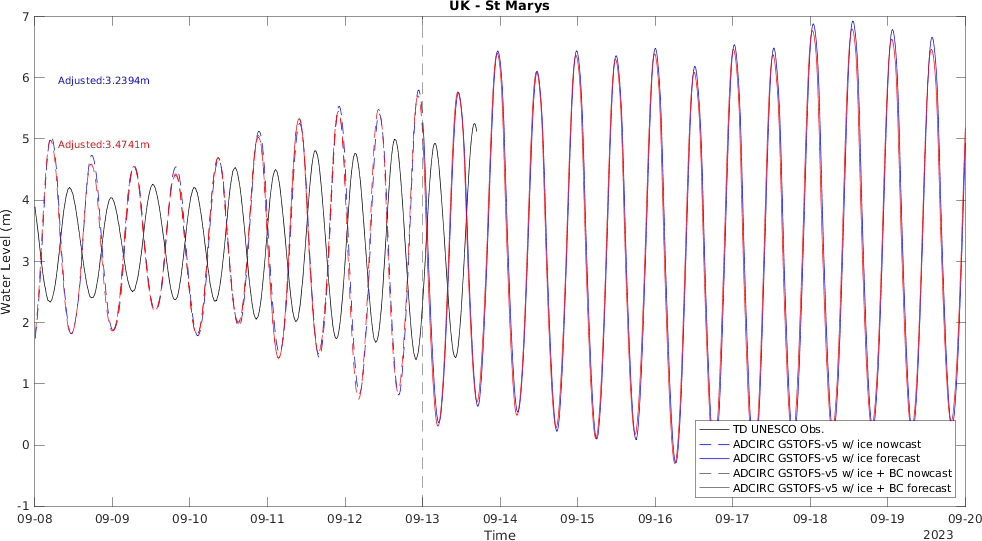 UK - St Marys
7
6
5
4
3
2
1
0
-1
Water Level (m)
Adjusted:3.2394m
Adjusted:3.4741m
TD UNESCO Obs.
ADCIRC GSTOFS-v5 w/ ice nowcast
ADCIRC GSTOFS-v5 w/ ice forecast
ADCIRC GSTOFS-v5 w/ ice + BC nowcast
ADCIRC GSTOFS-v5 w/ ice + BC forecast
09-08 09-09 09-10 09-11 09-12 09-13 09-14 09-15 09-16 09-17 09-18 09-19 09-20
Time
2023